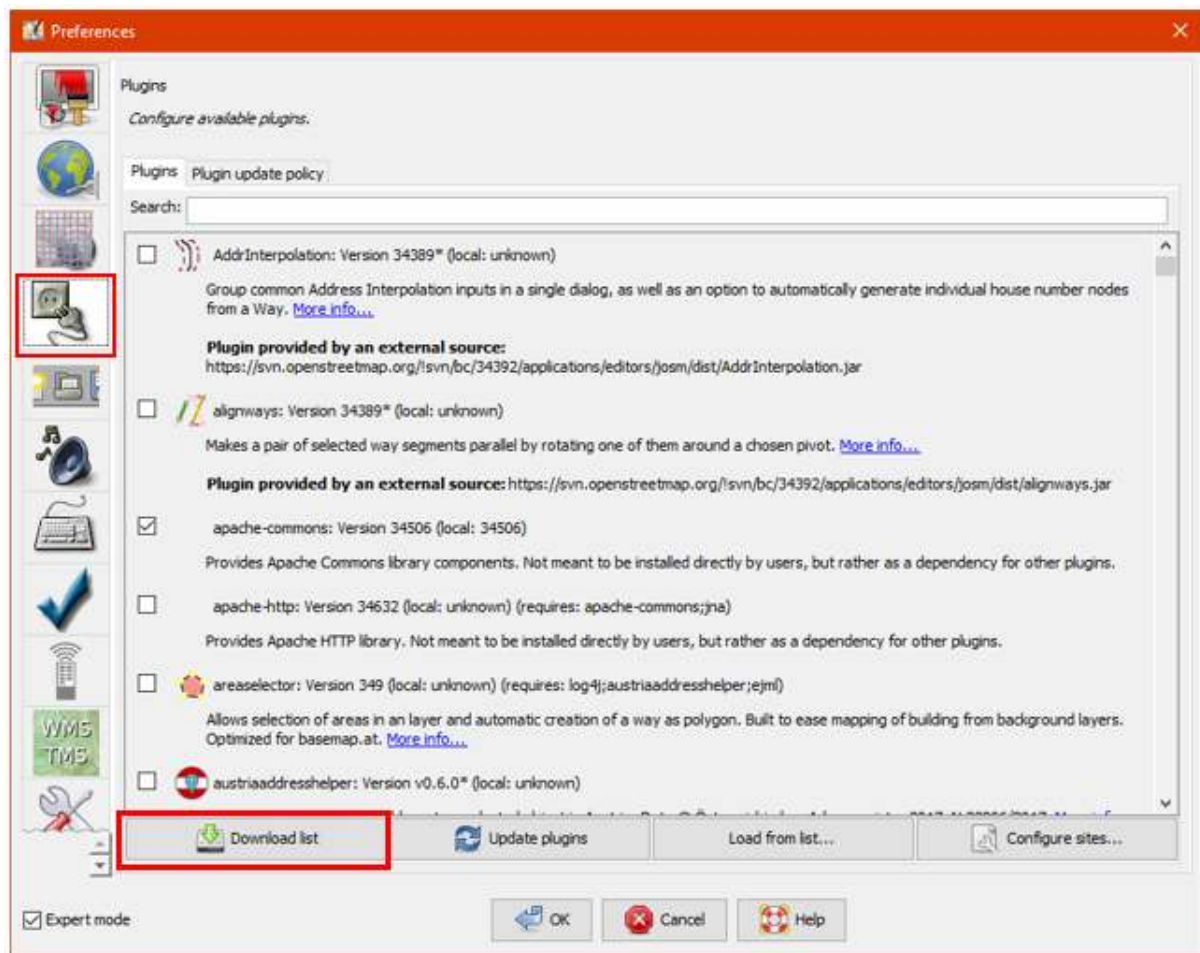 Preferences
Plugins
Configure available plugins.
Plugins Plugin update policy
Search:
AddrInterpolation: Version 34389* (local: unknown)
Group common Address Interpolation inputs in a single dialog, as well as an option to automatically generate individual house number nodes
from a Way. More info...
Plugin provided by an external source:
https://svn.openstreetmap.org/!svn/bc/34392/applications/editors/josm/dist/AddrInterpolation.jar
alignways: Version 34389* (local: unknown)
Makes a pair of selected way segments parallel by rotating one of them around a chosen pivot. More info...
Plugin provided by an external source: https://svn.openstreetmap.org/!svn/bc/34392/applications/editors/josm/dist/alignways.jar
apache-commons: Version 34506 (local: 34506)
Provides Apache Commons library components. Not meant to be installed directly by users, but rather as a dependency for other plugins.
apache-http: Version 34632 (local: unknown) (requires: apache-commons;jna)
Provides Apache HTTP library. Not meant to be installed directly by users, but rather as a dependency for other plugins.
areaselector: Version 349 (local: unknown) (requires: log4j;austriaaddresshelper;ejml)
Allows selection of areas in an layer and automatic creation of a way as polygon. Built to ease mapping of building from background layers.
Optimized for basemap.at. More info...
WMS
TMS
austriaaddresshelper: Version v0.6.0* (local: unknown)
Download list Update plugins Load from list... Configure sites...
Expert mode OK Cancel Help